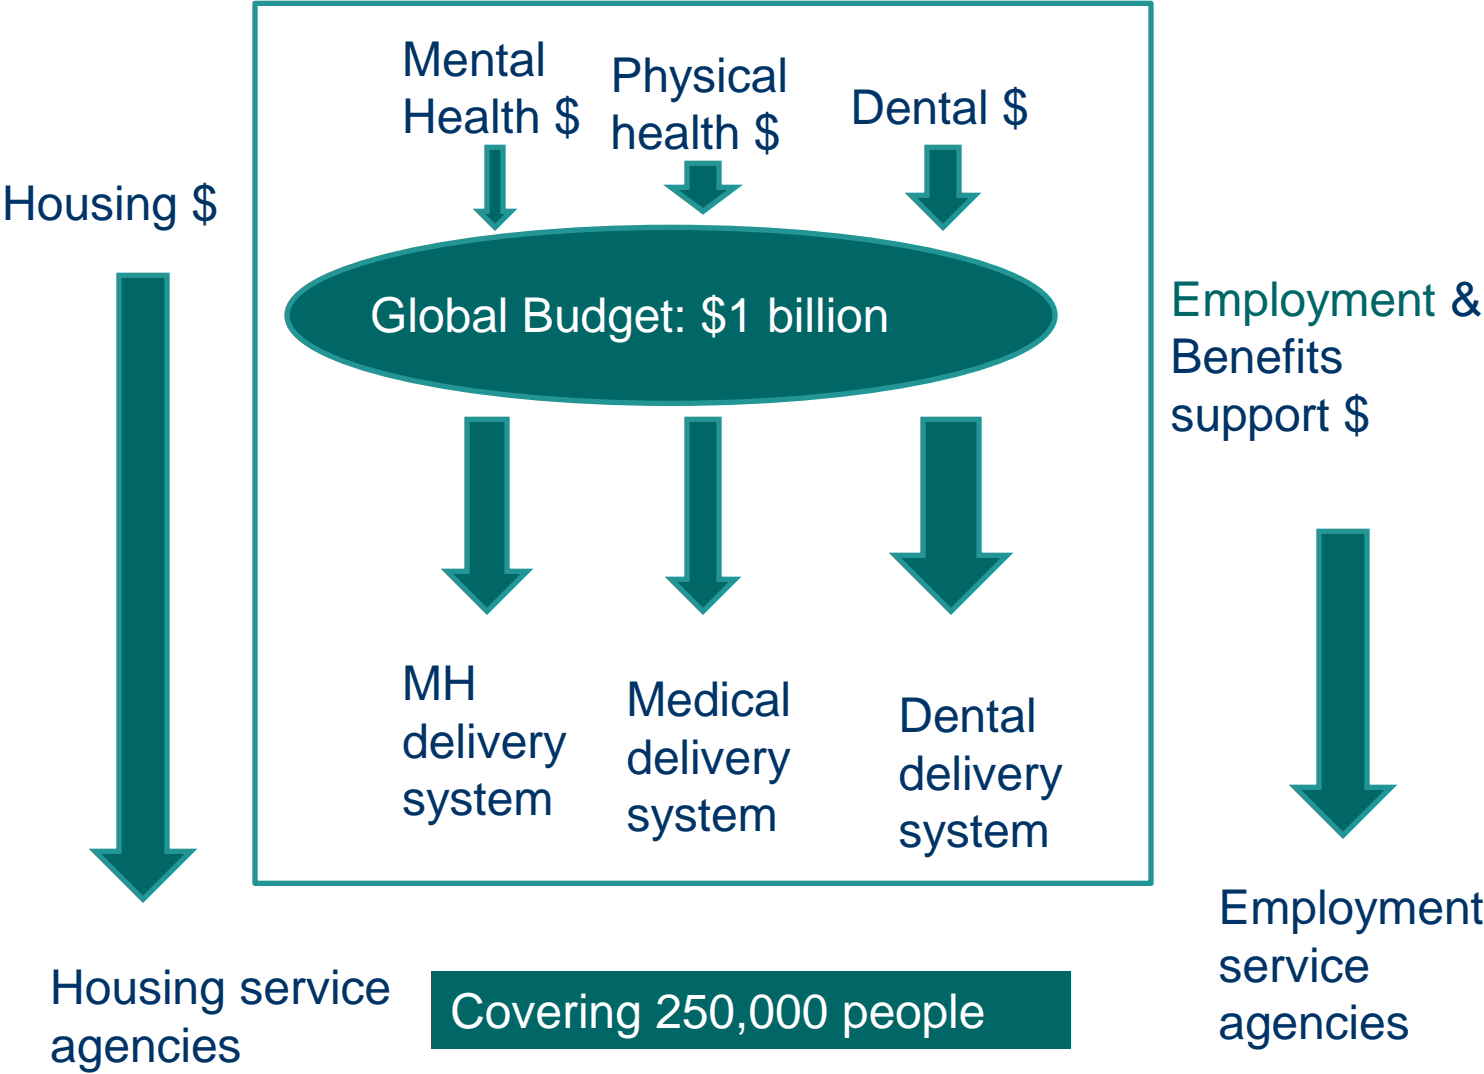 Mental
Health $
Physical
health $
Dental $
Housing $
Global Budget: $1 billion
Employment &
Benefits
support $
MH
delivery
system
Medical
delivery
system
Dental
delivery
system
Housing service
agencies
Covering 250,000 people
Employment
service
agencies